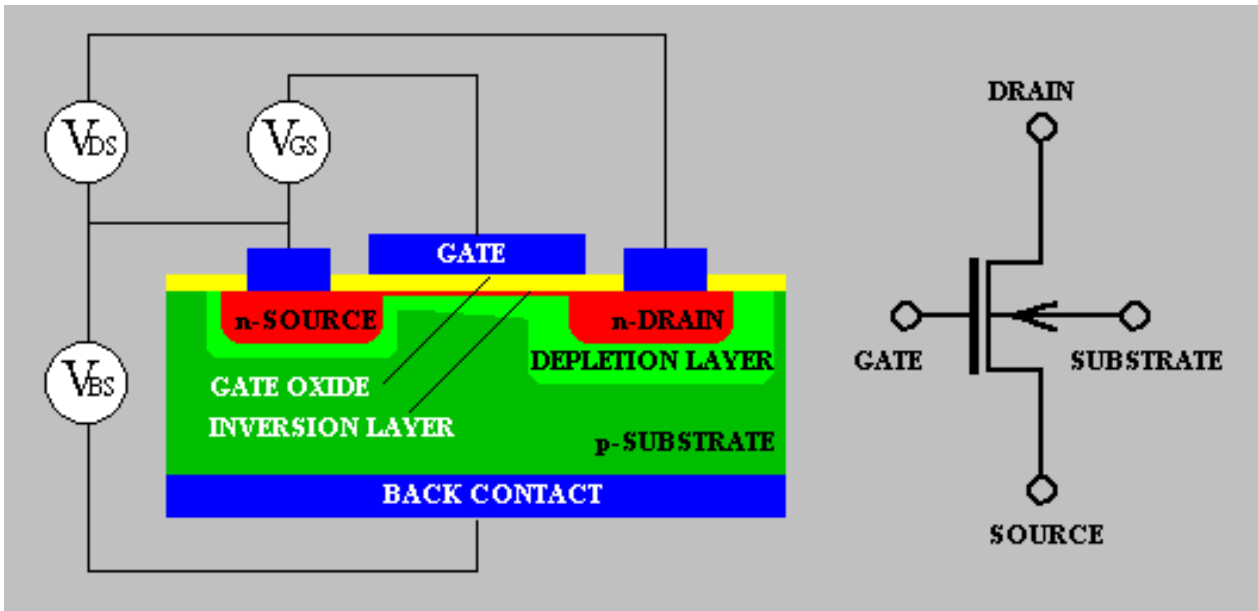 VDS
VGS
GATE
n-SOURCE
n-DRAIN
DEPLETION LAYER
GATE OXIDE
VBS
INVERSION LAYER
p-SUBSTRATE
BACK CONTACT
DRAIN
GATE
SUBSTRATE
SOURCE